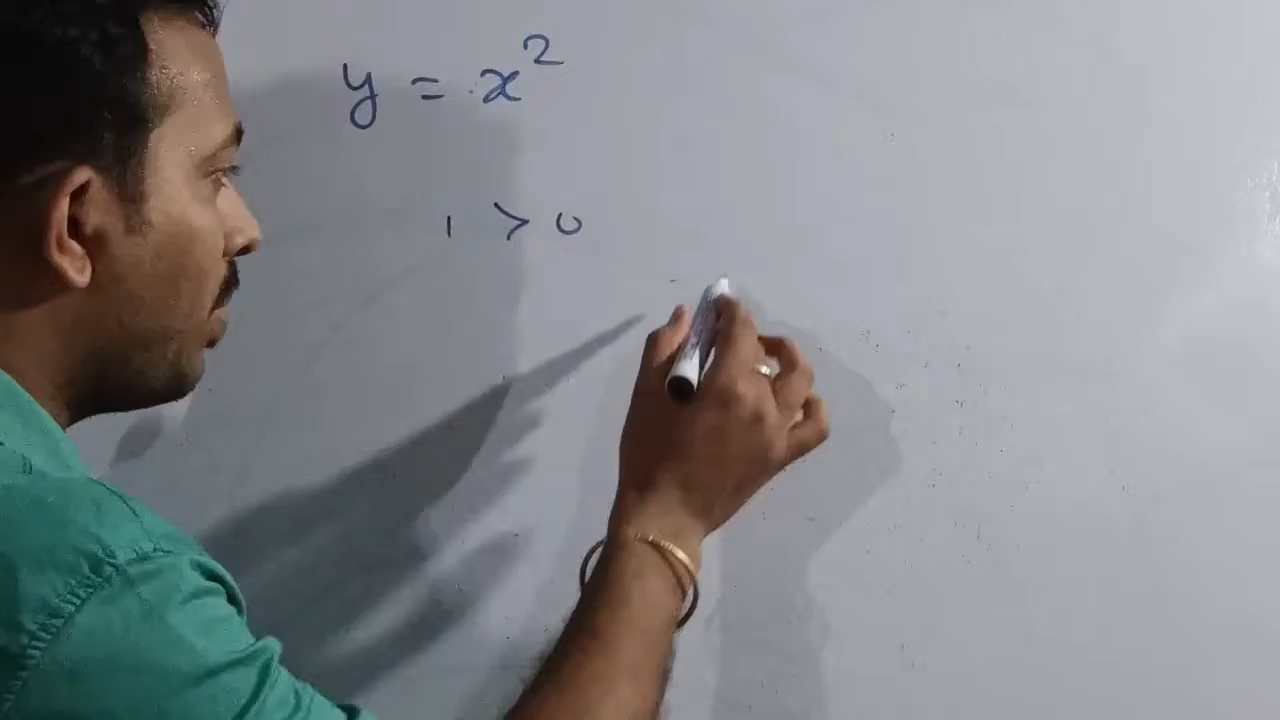 y = x²
1 > 0